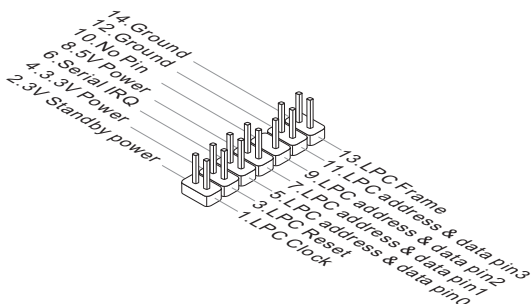 14.Ground
12.Ground
10.No Pin
8.5V Power
6.Serial IRQ
4.3.3V Power
2.3V Standby power
13.LPC Frame
11.LPC address & data pin3
9.LPC address & data pin2
7.LPC address & data pin1
5.LPC address & data pin0
3.LPC Reset
1.LPC Clock